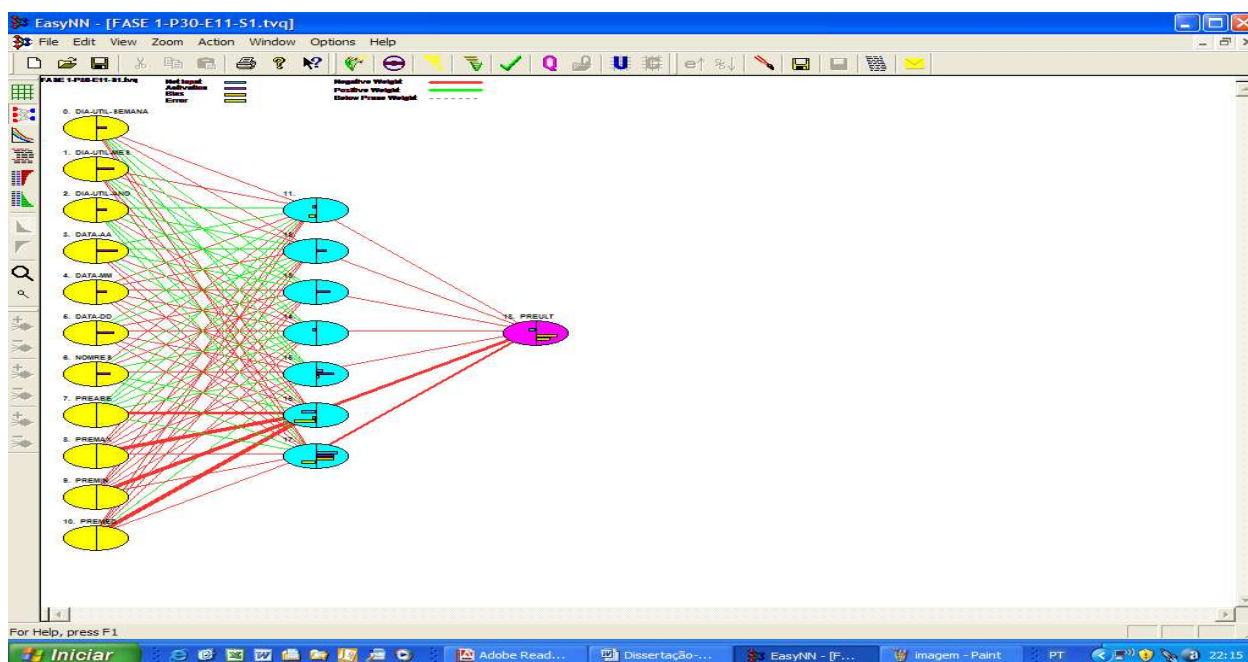 EasyNN - [FASE 1-P30-E11-S1.tvq]
File Edit View Zoom Action Window Options Help
FASE 1-P30-E11-S1.tvq
Net Input
Activation
Bias
Error
Negative Weight
Positive Weight
Below Prune Weight
0. DIA-UTIL-SEMANA
1. DIA-UTIL-MES
2. DIA-UTIL-ANO
11.
3. DATA-AA
4. DATA-MM
5. DATA-DD
18. PREULT
6. NOMRES
7. PREABE
16.
8. PREMAX
17.
9. PREMIN
10. PREMED
For Help, press F1
Iniciar
Adobe Read...
Dissertação-...
EasyNN - [F...
imagem - Paint
PT
22:15